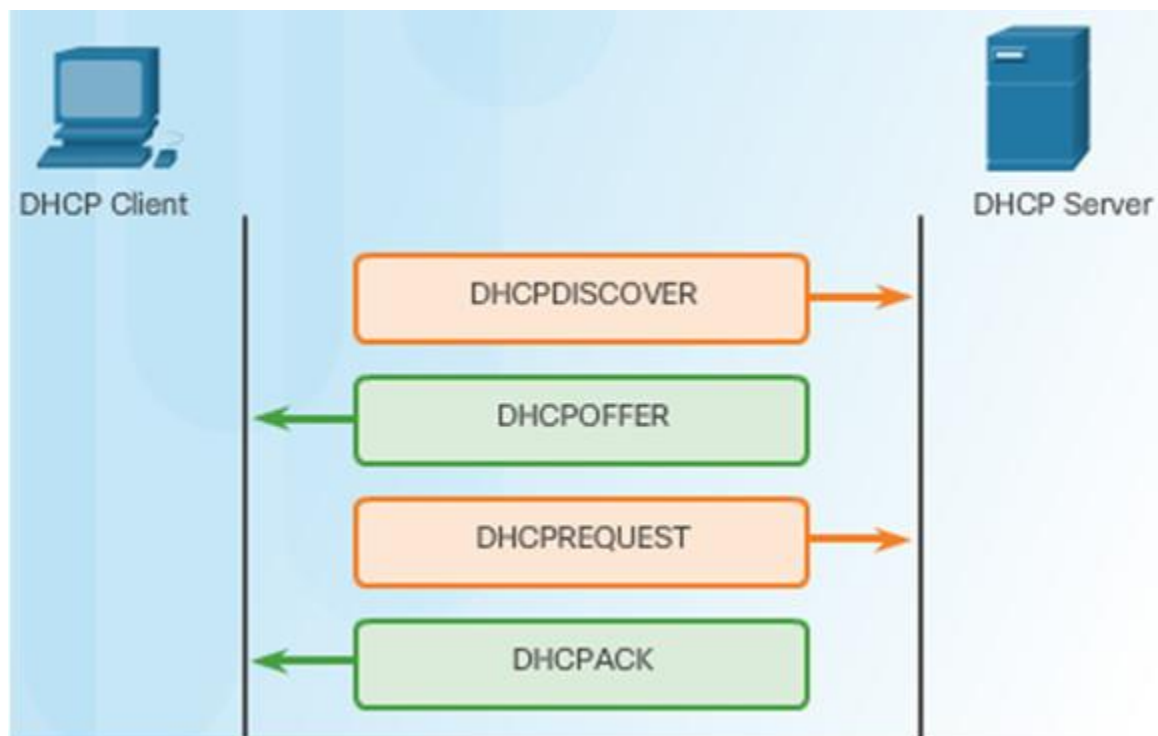 DHCP Client
DHCP Server
DHCPDISCOVER
DHCPOFFER
DHCPREQUEST
DHCPACK